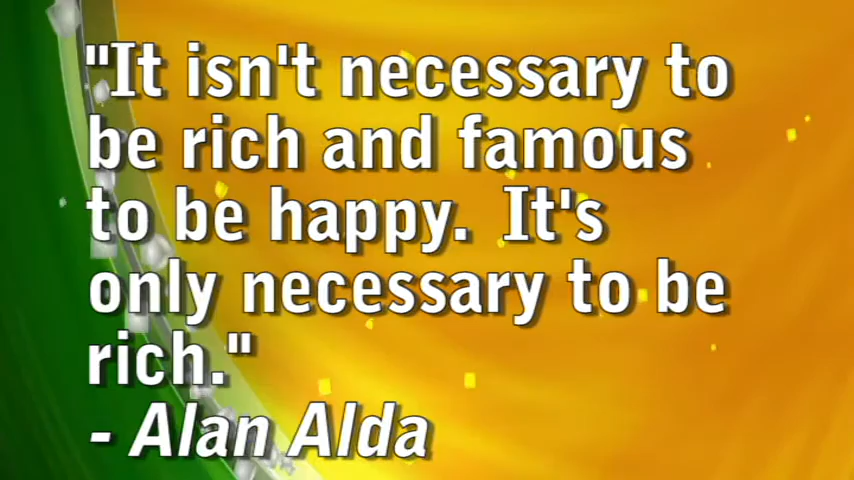 "It isn't necessary to
be rich and famous
to be happy.  It's
only necessary to be
rich."
- Alan Alda